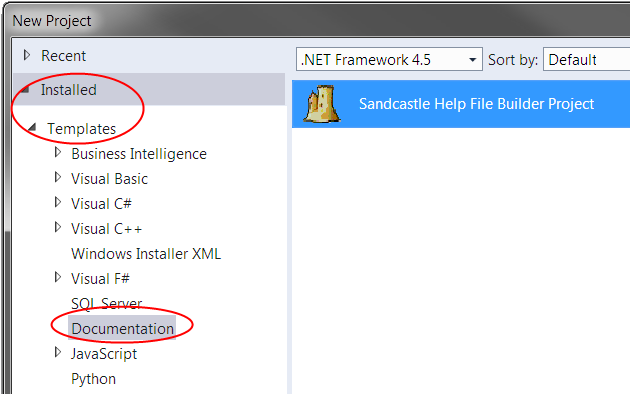 New Project
Recent
.NET Framework 4.5 Sort by: Default
Installed
Sandcastle Help File Builder Project
Templates
Business Intelligence
Visual Basic
Visual C#
Visual C++
Windows Installer XML
Visual F#
SQL Server
Documentation
JavaScript
Python